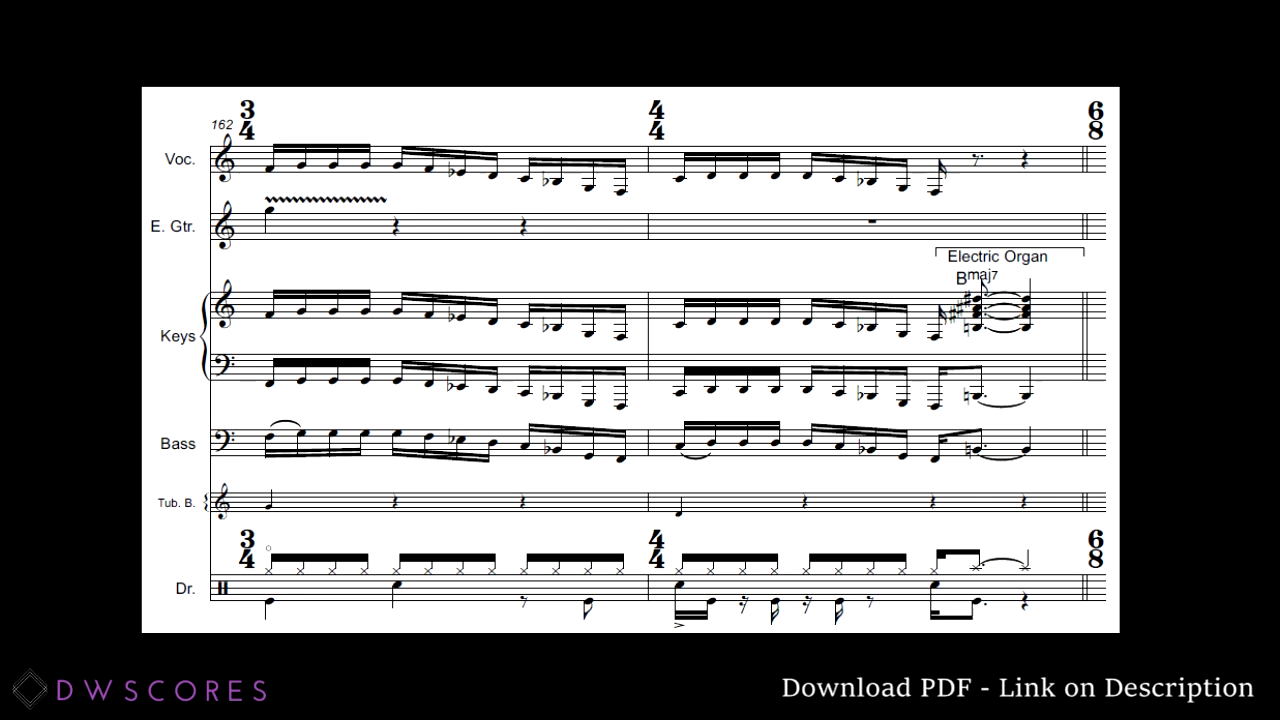 3
4
4
4
6
8
162
Voc.
E. Gtr.
Electric Organ
Bmaj7
Keys
Bass
Tub. B.
3
4
4
4
6
8
Dr.
DWSCORES
Download PDF - Link on Description